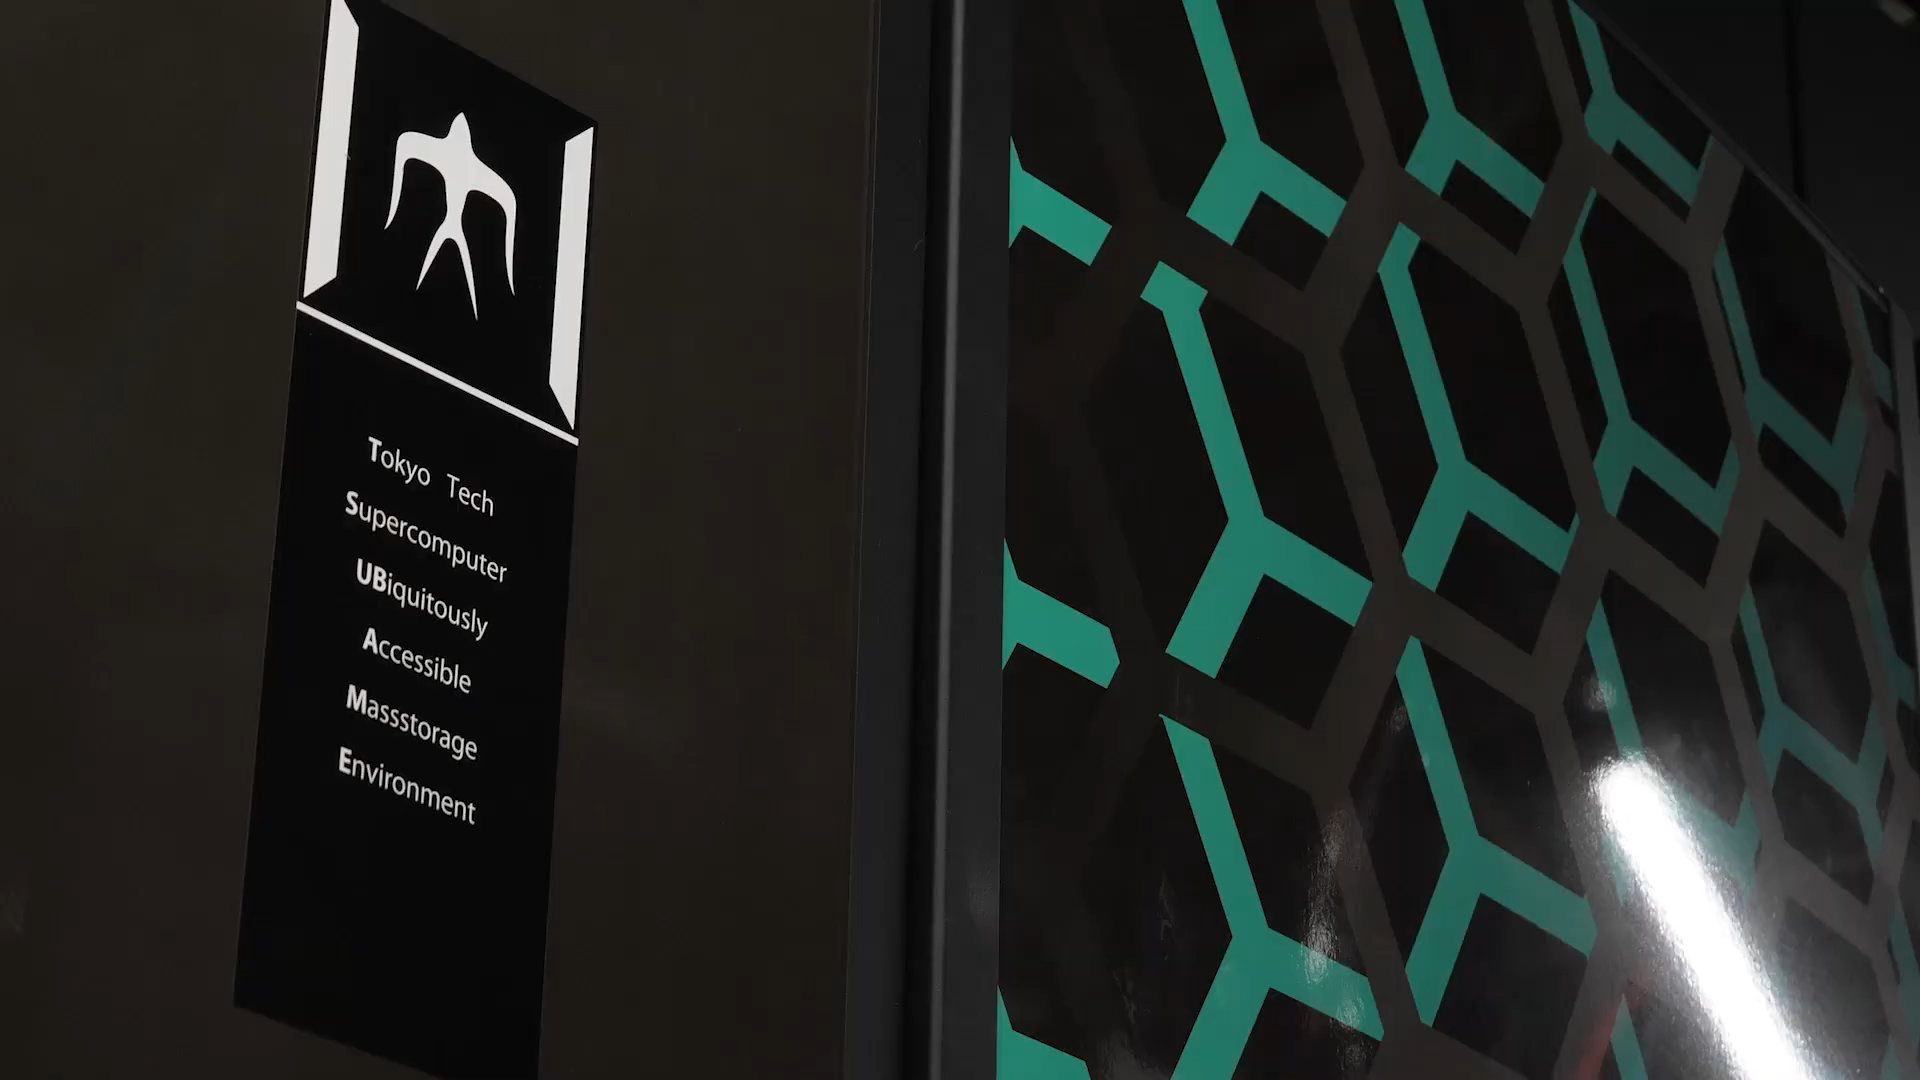 Tokyo Tech
Supercomputer
UBiquitously
Accessible
Massstorage
Environment